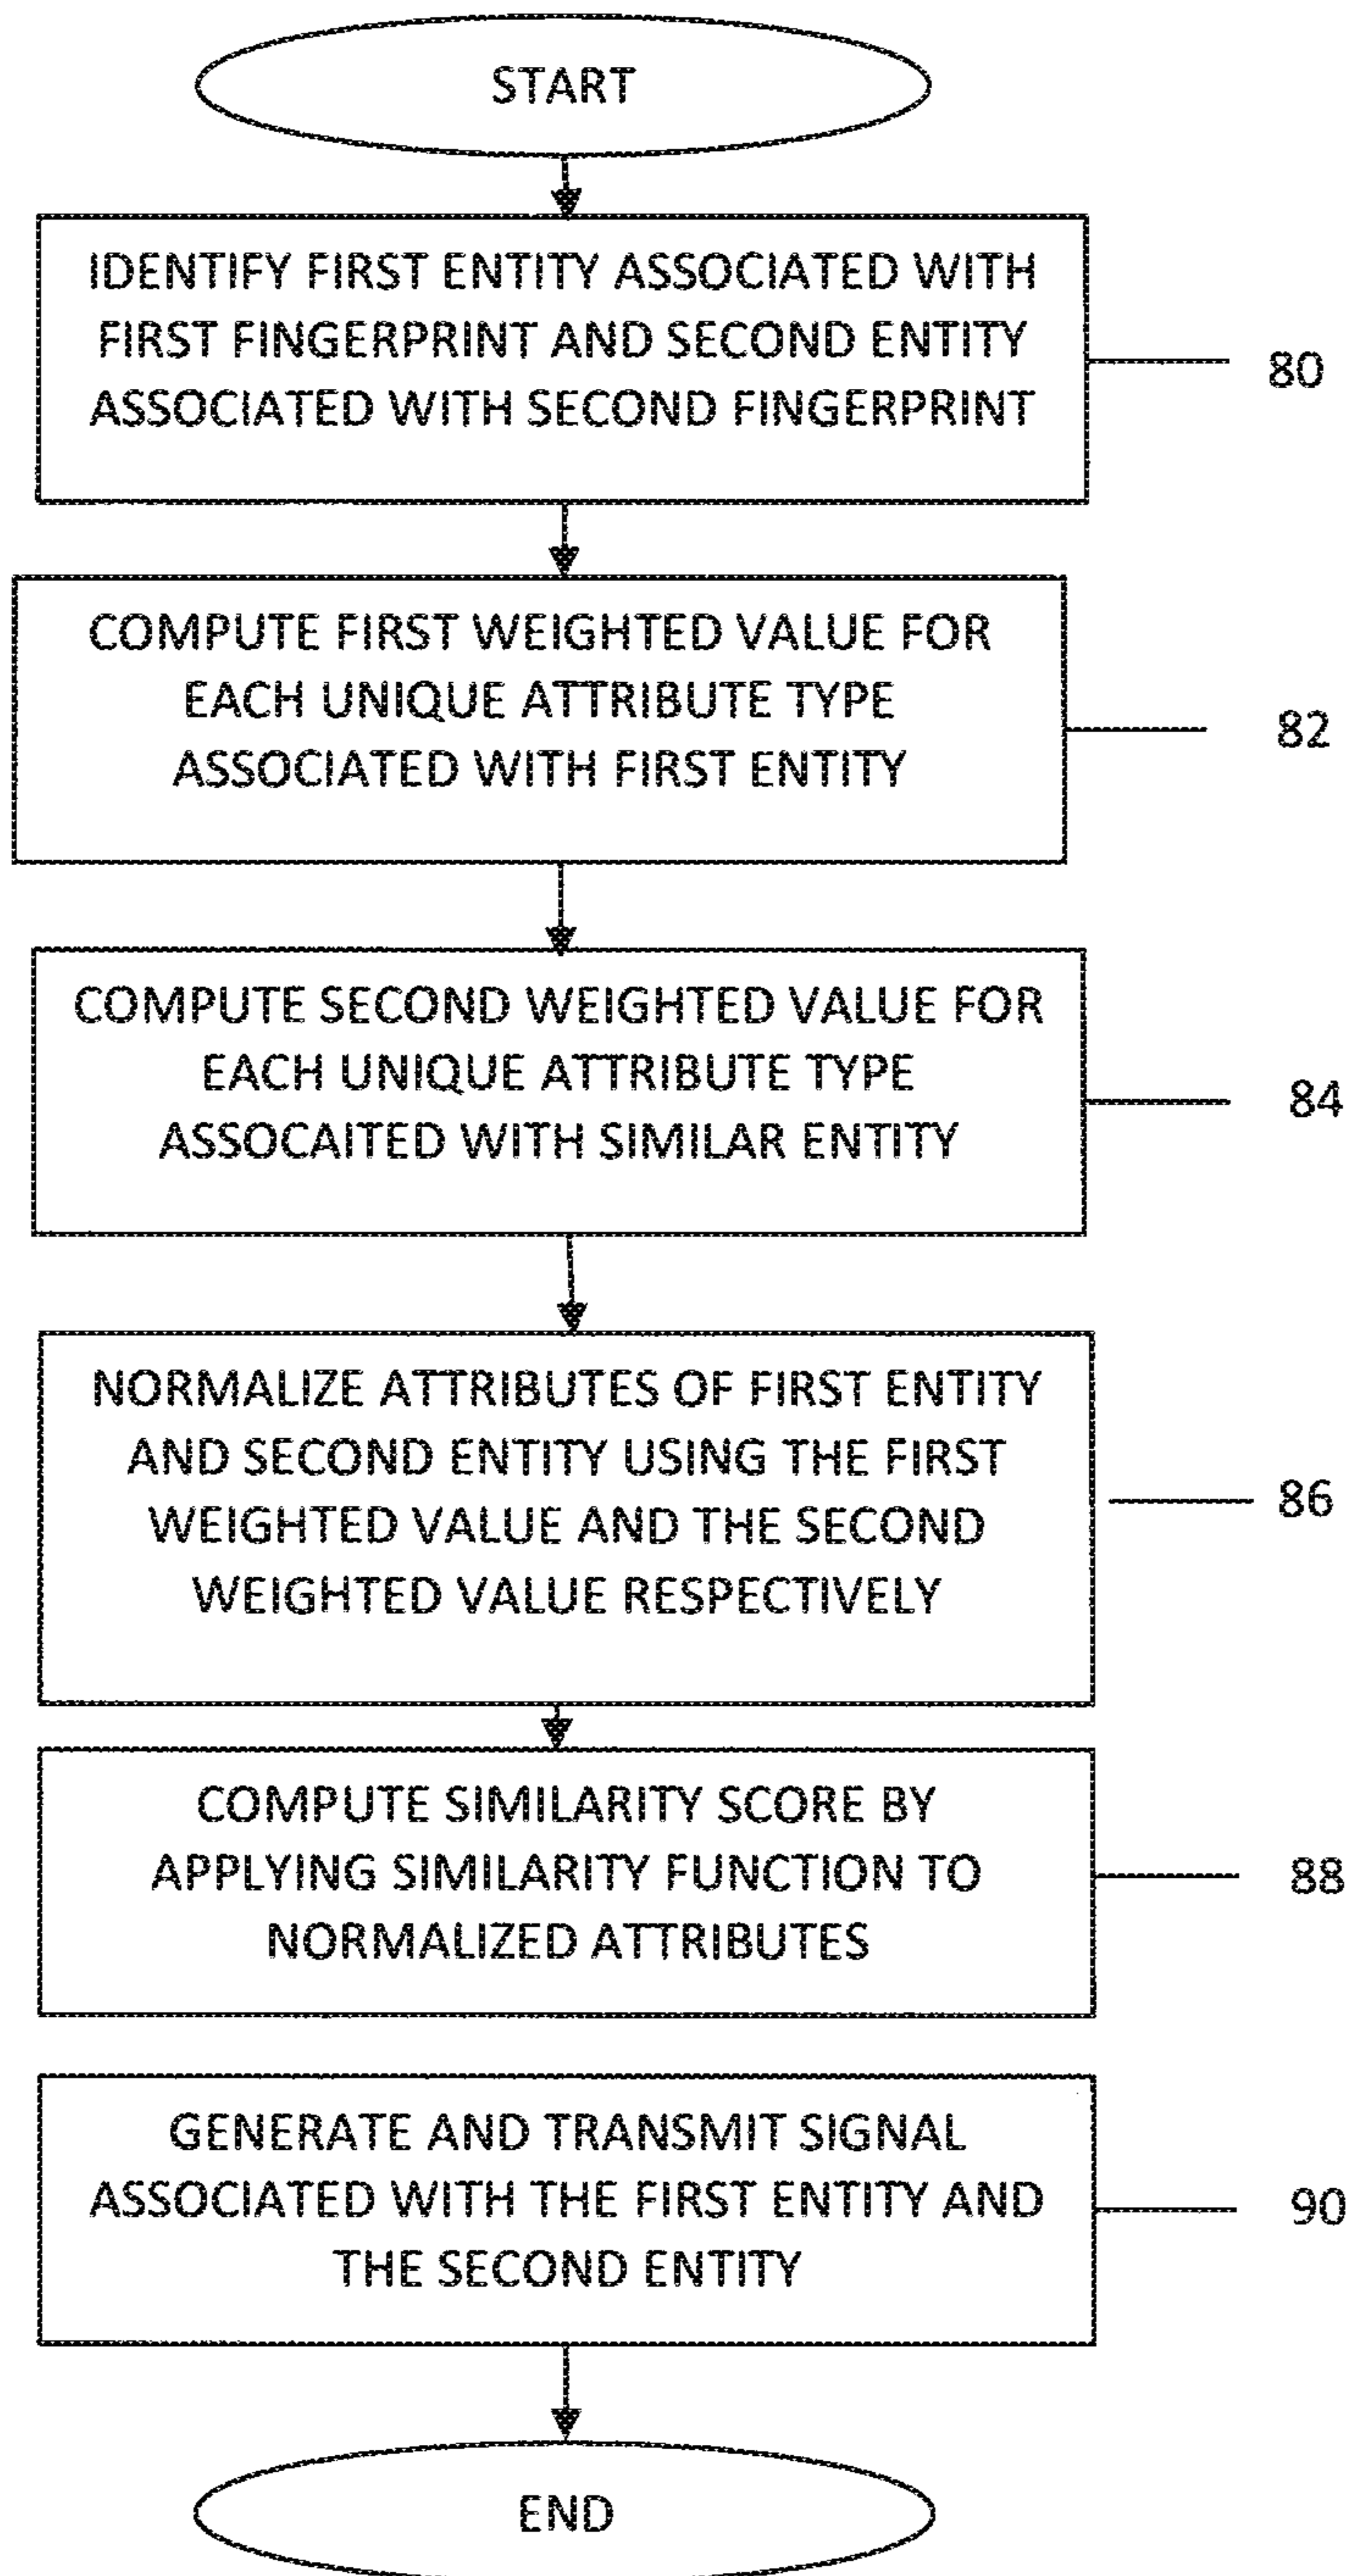 START
IDENTIFY FIRST ENTITY ASSOCIATED WITH
FIRST FINGERPRINT AND SECOND ENTITY
ASSOCIATED WITH SECOND FINGERPRINT
80
COMPUTE FIRST WEIGHTED VALUE FOR
EACH UNIQUE ATTRIBUTE TYPE
ASSOCIATED WITH FIRST ENTITY
82
COMPUTE SECOND WEIGHTED VALUE FOR
EACH UNIQUE ATTRIBUTE TYPE
ASSOCAITED WITH SIMILAR ENTITY
84
NORMALIZE ATTRIBUTES OF FIRST ENTITY
AND SECOND ENTITY USING THE FIRST
WEIGHTED VALUE AND THE SECOND
WEIGHTED VALUE RESPECTIVELY
86
COMPUTE SIMILARITY SCORE BY
APPLYING SIMILARITY FUNCTION TO
NORMALIZED ATTRIBUTES
88
GENERATE AND TRANSMIT SIGNAL
ASSOCIATED WITH THE FIRST ENTITY AND
THE SECOND ENTITY
90
END